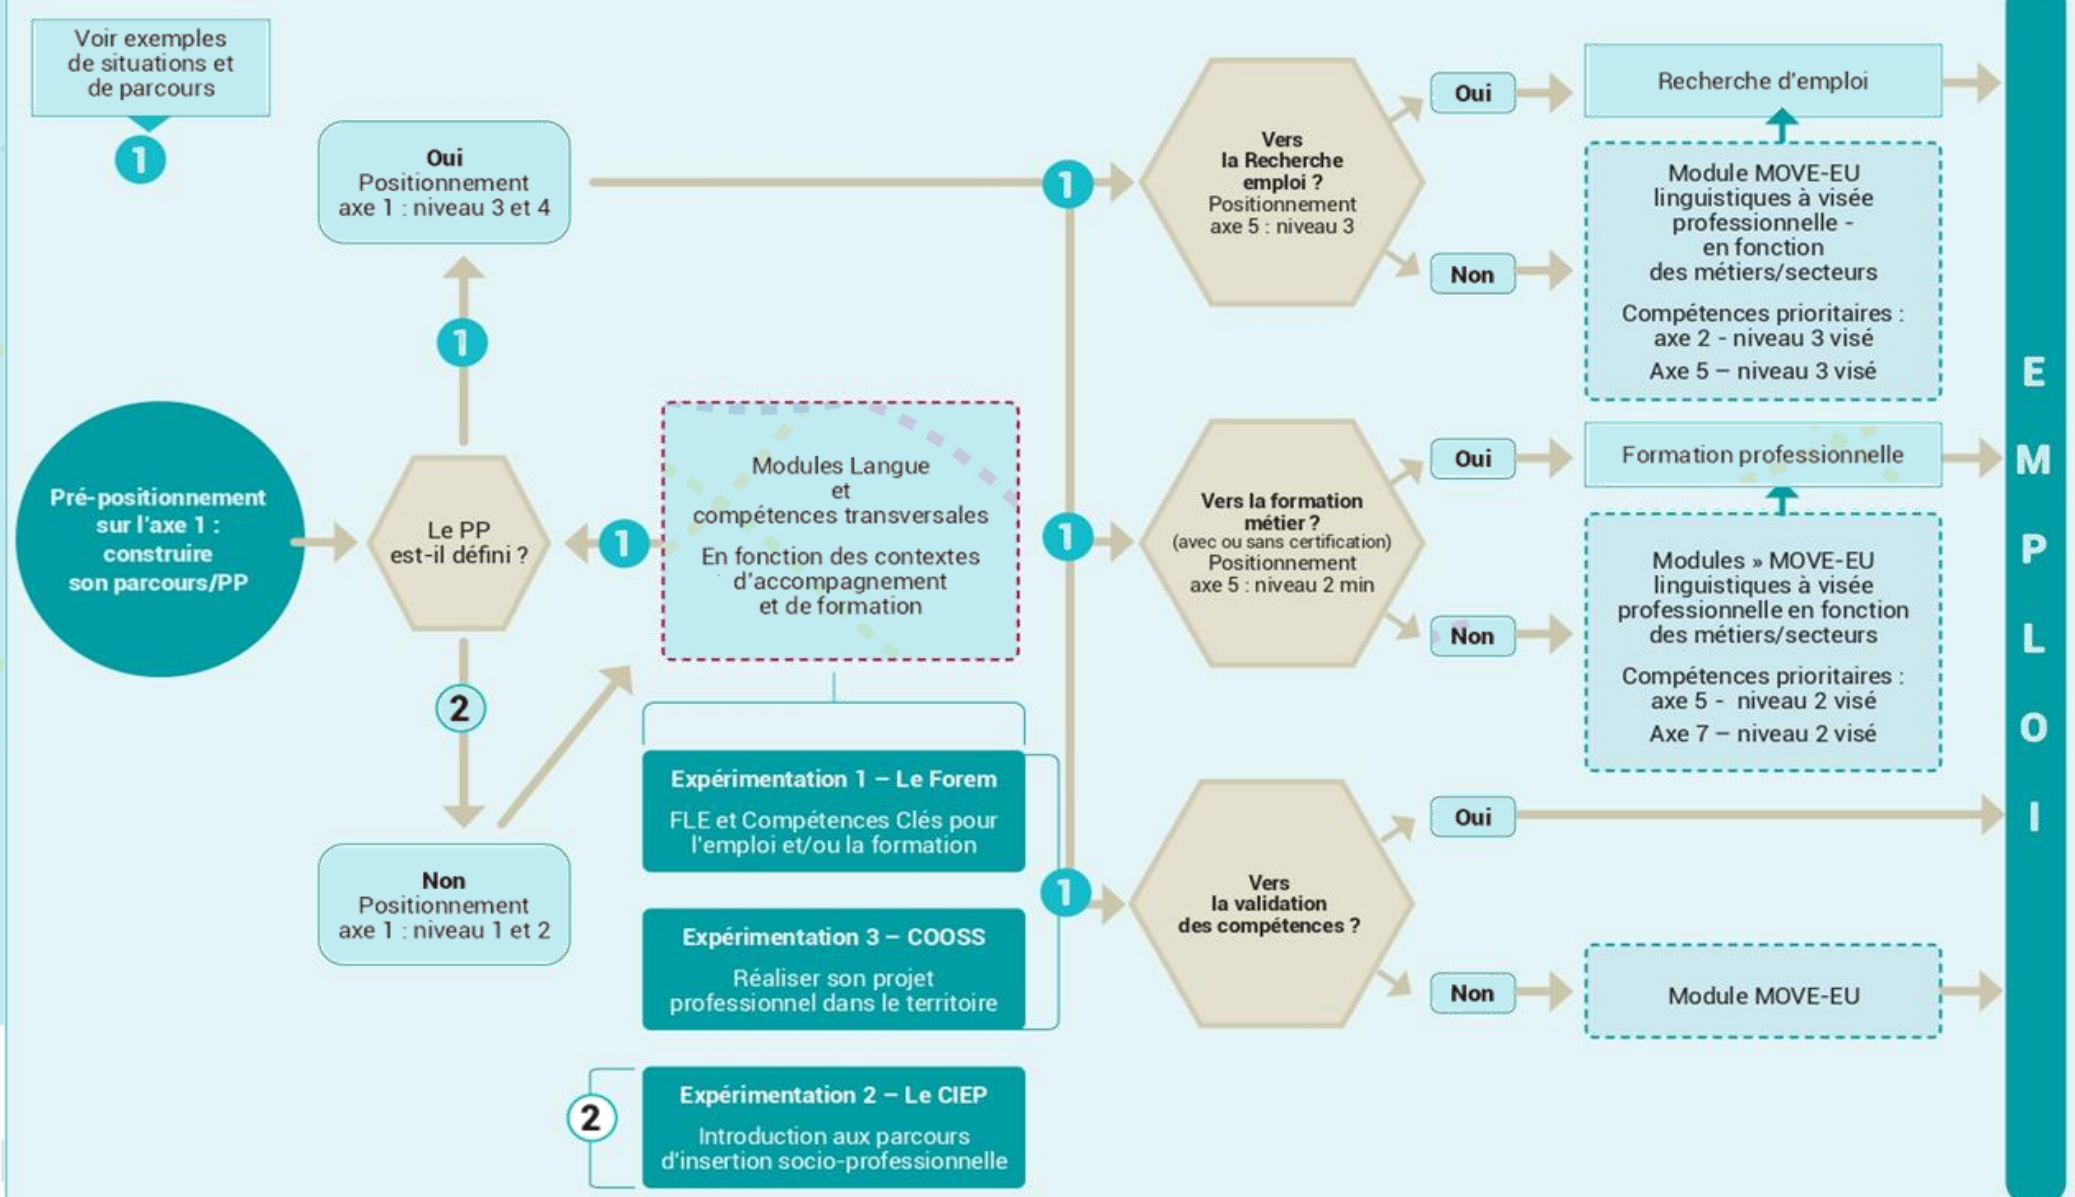 Voir exemples
de situations et
de parcours
1
Oui
Positionnement
axe 1 : niveau 3 et 4
1
Pré-positionnement
sur l'axe 1 :
construire
son parcours/PP
Le PP
est-il défini ?
1
Modules Langue
et
compétences transversales
En fonction des contextes
d'accompagnement
et de formation
2
Non
Positionnement
axe 1 : niveau 1 et 2
Expérimentation 1 – Le Forem
FLE et Compétences Clés pour
l'emploi et/ou la formation
Expérimentation 3 – COOSS
Réaliser son projet
professionnel dans le territoire
2
Expérimentation 2 – Le CIEP
Introduction aux parcours
d'insertion socio-professionnelle
1
Vers
la Recherche
emploi ?
Positionnement
axe 5 : niveau 3
Oui
Recherche d'emploi
Non
Module MOVE-EU
linguistiques à visée
professionnelle -
en fonction
des métiers/secteurs
Compétences prioritaires :
axe 2 - niveau 3 visé
Axe 5 – niveau 3 visé
1
Vers la formation
métier ?
(avec ou sans certification)
Positionnement
axe 5 : niveau 2 min
Oui
Formation professionnelle
Non
Modules » MOVE-EU
linguistiques à visée
professionnelle en fonction
des métiers/secteurs
Compétences prioritaires :
axe 5 - niveau 2 visé
Axe 7 – niveau 2 visé
1
Vers
la validation
des compétences ?
Oui
Non
Module MOVE-EU
E
M
P
L
O
I